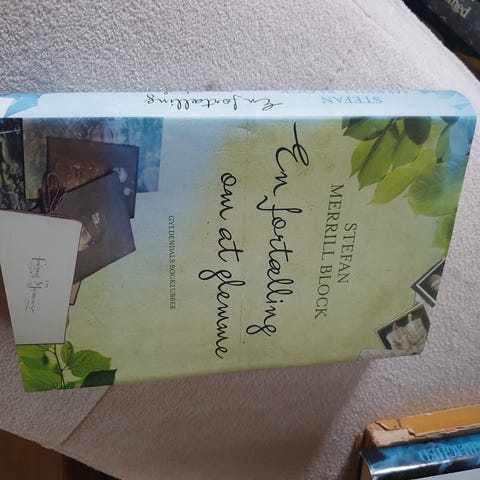 STEFAN
MERRILL BLOCK
En fortælling
om at glemme
GYLDENDALS BOGKLUBBER
En fortælling
STEFAN